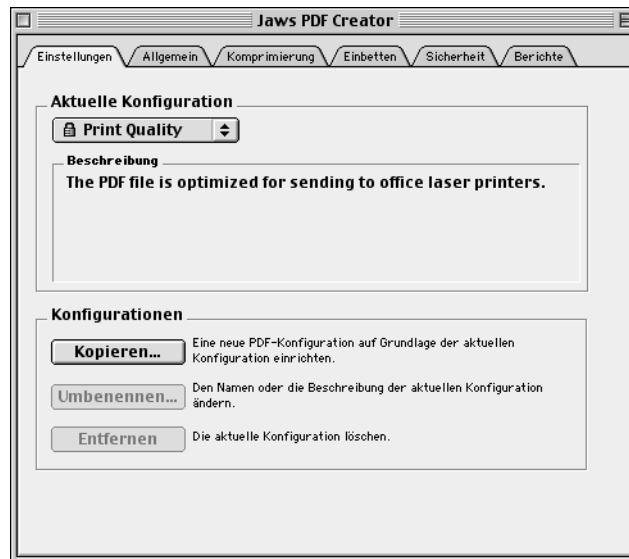 Jaws PDF Creator
Einstellungen Allgemein Komprimierung Einbetten Sicherheit Berichte
Aktuelle Konfiguration
Print Quality
Beschreibung
The PDF file is optimized for sending to office laser printers.
Konfigurationen
Kopieren...
Eine neue PDF-Konfiguration auf Grundlage der aktuellen
Konfiguration einrichten.
Umbenennen...
Den Namen oder die Beschreibung der aktuellen Konfiguration
ändern.
Entfernen
Die aktuelle Konfiguration löschen.